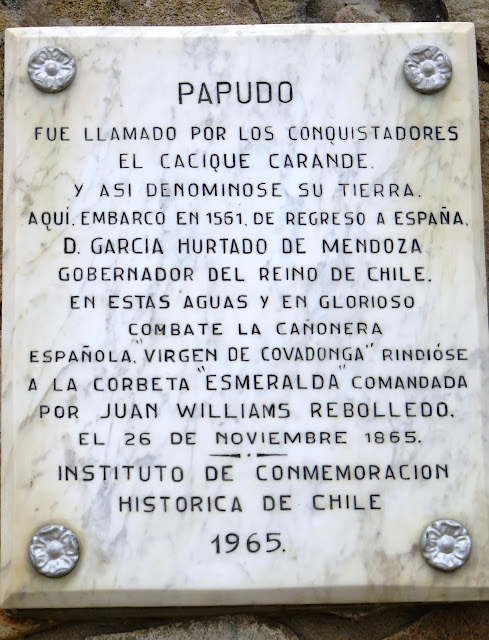 PAPUDO
FUE LLAMADO POR LOS CONQUISTADORES
EL CACIQUE CARANDE.
Y ASI DENOMINOSE SU TIERRA.
AQUÍ, EMBARCO EN 1561, DE REGRESO A ESPAÑA,
D. GARCIA HURTADO DE MENDOZA
GOBERNADOR DEL REINO DE CHILE.
EN ESTAS AGUAS Y EN GLORIOSO
COMBATE LA CAÑONERA
ESPAÑOLA, "VIRGEN DE COVADONGA" RINDIÓSE
A LA CORBETA "ESMERALDA" COMANDADA
POR JUAN WILLIAMS REBOLLEDO.
EL 26 DE NOVIEMBRE 1865.
INSTITUTO DE CONMEMORACION
HISTORICA DE CHILE
1965.